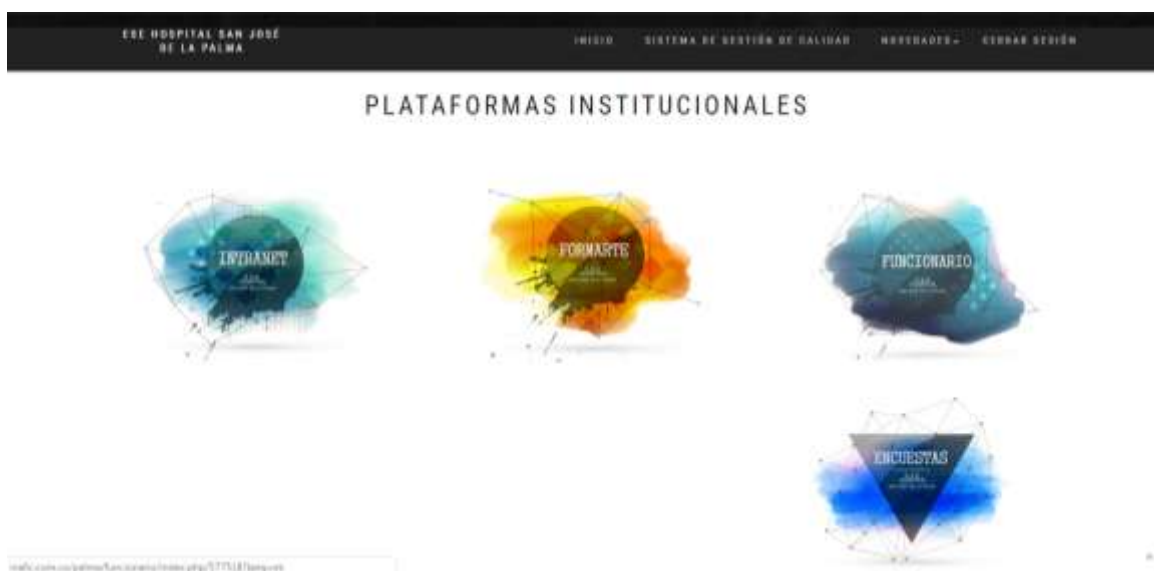 ESE HOSPITAL SAN JOSÉ
DE LA PALMA
INICIO SISTEMA DE GESTIÓN DE CALIDAD NOVEDADES CERRAR SESIÓN
PLATAFORMAS INSTITUCIONALES
INTRANET FORMARTE FUNCIONARIO
ENCUESTAS